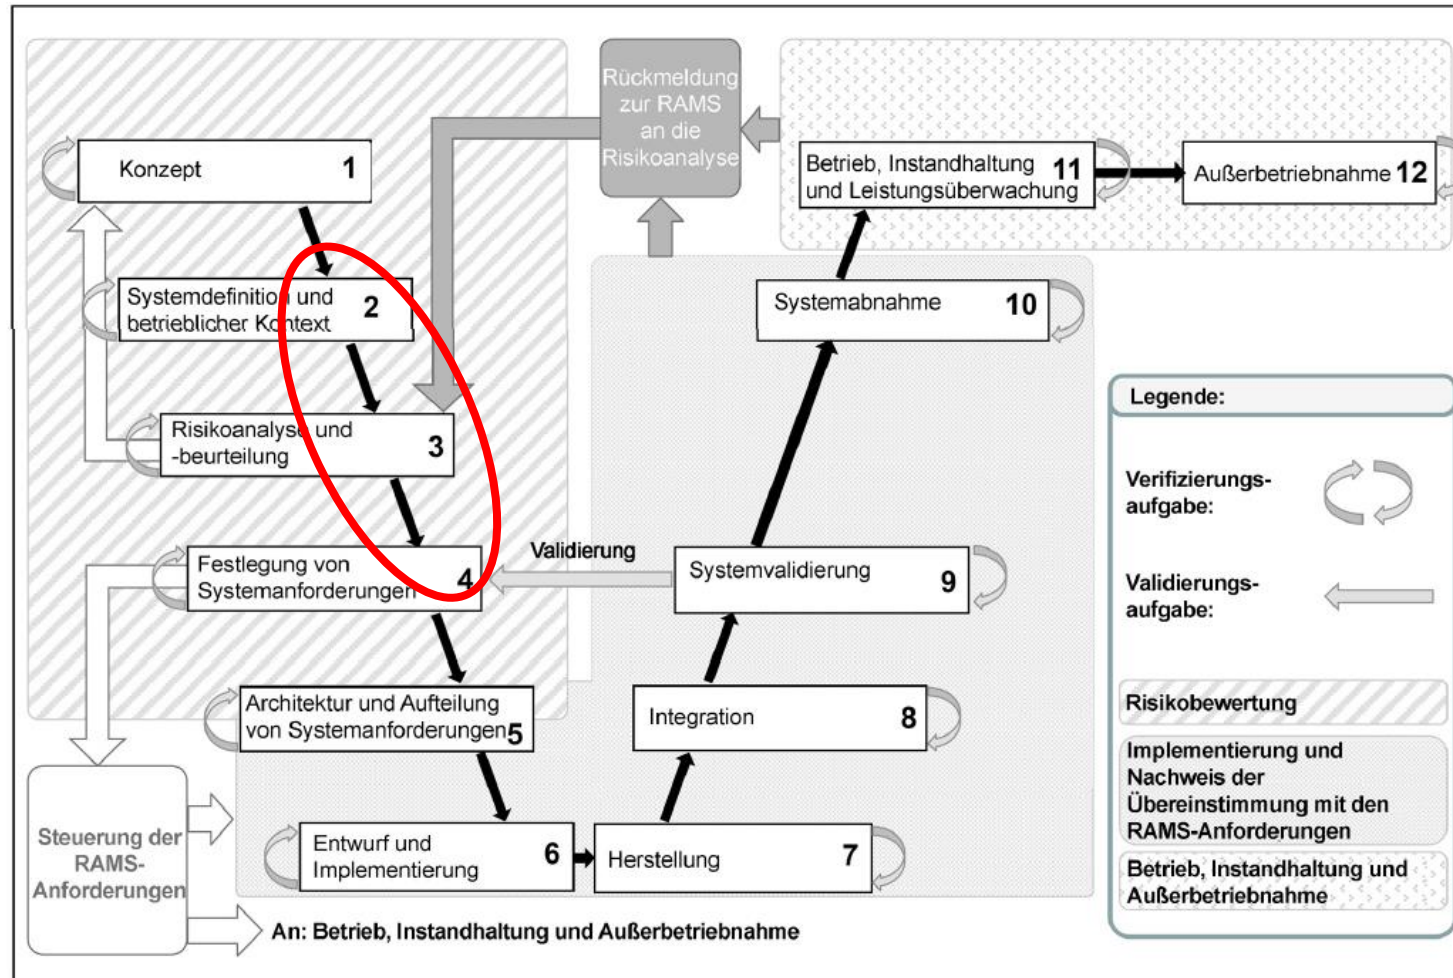 Rückmeldung
zur RAMS
an die
Risikoanalyse
Konzept
1
Betrieb, Instandhaltung
und Leistungsüberwachung
11
Außerbetriebnahme
12
Systemdefinition und
betrieblicher Kontext
2
Systemabnahme
10
Risikoanalyse und
-beurteilung
3
Festlegung von
Systemanforderungen
4
Validierung
Systemvalidierung
9
Architektur und Aufteilung
von Systemanforderungen
5
Integration
8
Entwurf und
Implementierung
6
Herstellung
7
Steuerung der
RAMS-
Anforderungen
An: Betrieb, Instandhaltung und Außerbetriebnahme
Legende:
Verifizierungs-
aufgabe:
Validierungs-
aufgabe:
Risikobewertung
Implementierung und
Nachweis der
Übereinstimmung mit den
RAMS-Anforderungen
Betrieb, Instandhaltung und
Außerbetriebnahme